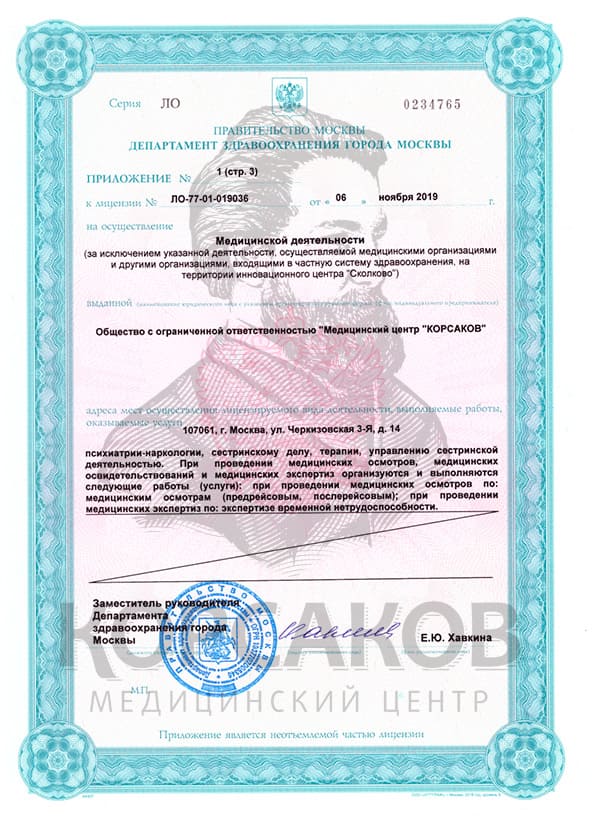 Серия ЛО 0234765
ПРАВИТЕЛЬСТВО МОСКВЫ
ДЕПАРТАМЕНТ ЗДРАВООХРАНЕНИЯ ГОРОДА МОСКВЫ
ПРИЛОЖЕНИЕ № 1 (стр. 3)
к лицензии № ЛО-77-01-019036 от « 06 » ноября 2019 г.
на осуществление
Медицинской деятельности
(за исключением указанной деятельности, осуществляемой медицинскими организациями
и другими организациями, входящими в частную систему здравоохранения, на
территории инновационного центра "Сколково")
выданной
Общество с ограниченной ответственностью "Медицинский центр "КОРСАКОВ"
адреса мест осуществления лицензируемого вида деятельности, выполняемые работы,
оказываемые услуги
107061, г. Москва, ул. Черкизовская 3-Я, д. 14
психиатрии-наркологии, сестринскому делу, терапии, управлению сестринской
деятельностью. При проведении медицинских осмотров, медицинских
освидетельствований и медицинских экспертиз организуются и выполняются
следующие работы (услуги): при проведении медицинских осмотров по:
медицинским осмотрам (предрейсовым, послерейсовым); при проведении
медицинских экспертиз по: экспертизе временной нетрудоспособности.
Заместитель руководителя
Департамента
здравоохранения города
Москвы
Е.Ю. Хавкина
КОРСАКОВ
М.П.
МЕДИЦИНСКИЙ ЦЕНТР
Приложение является неотъемлемой частью лицензии